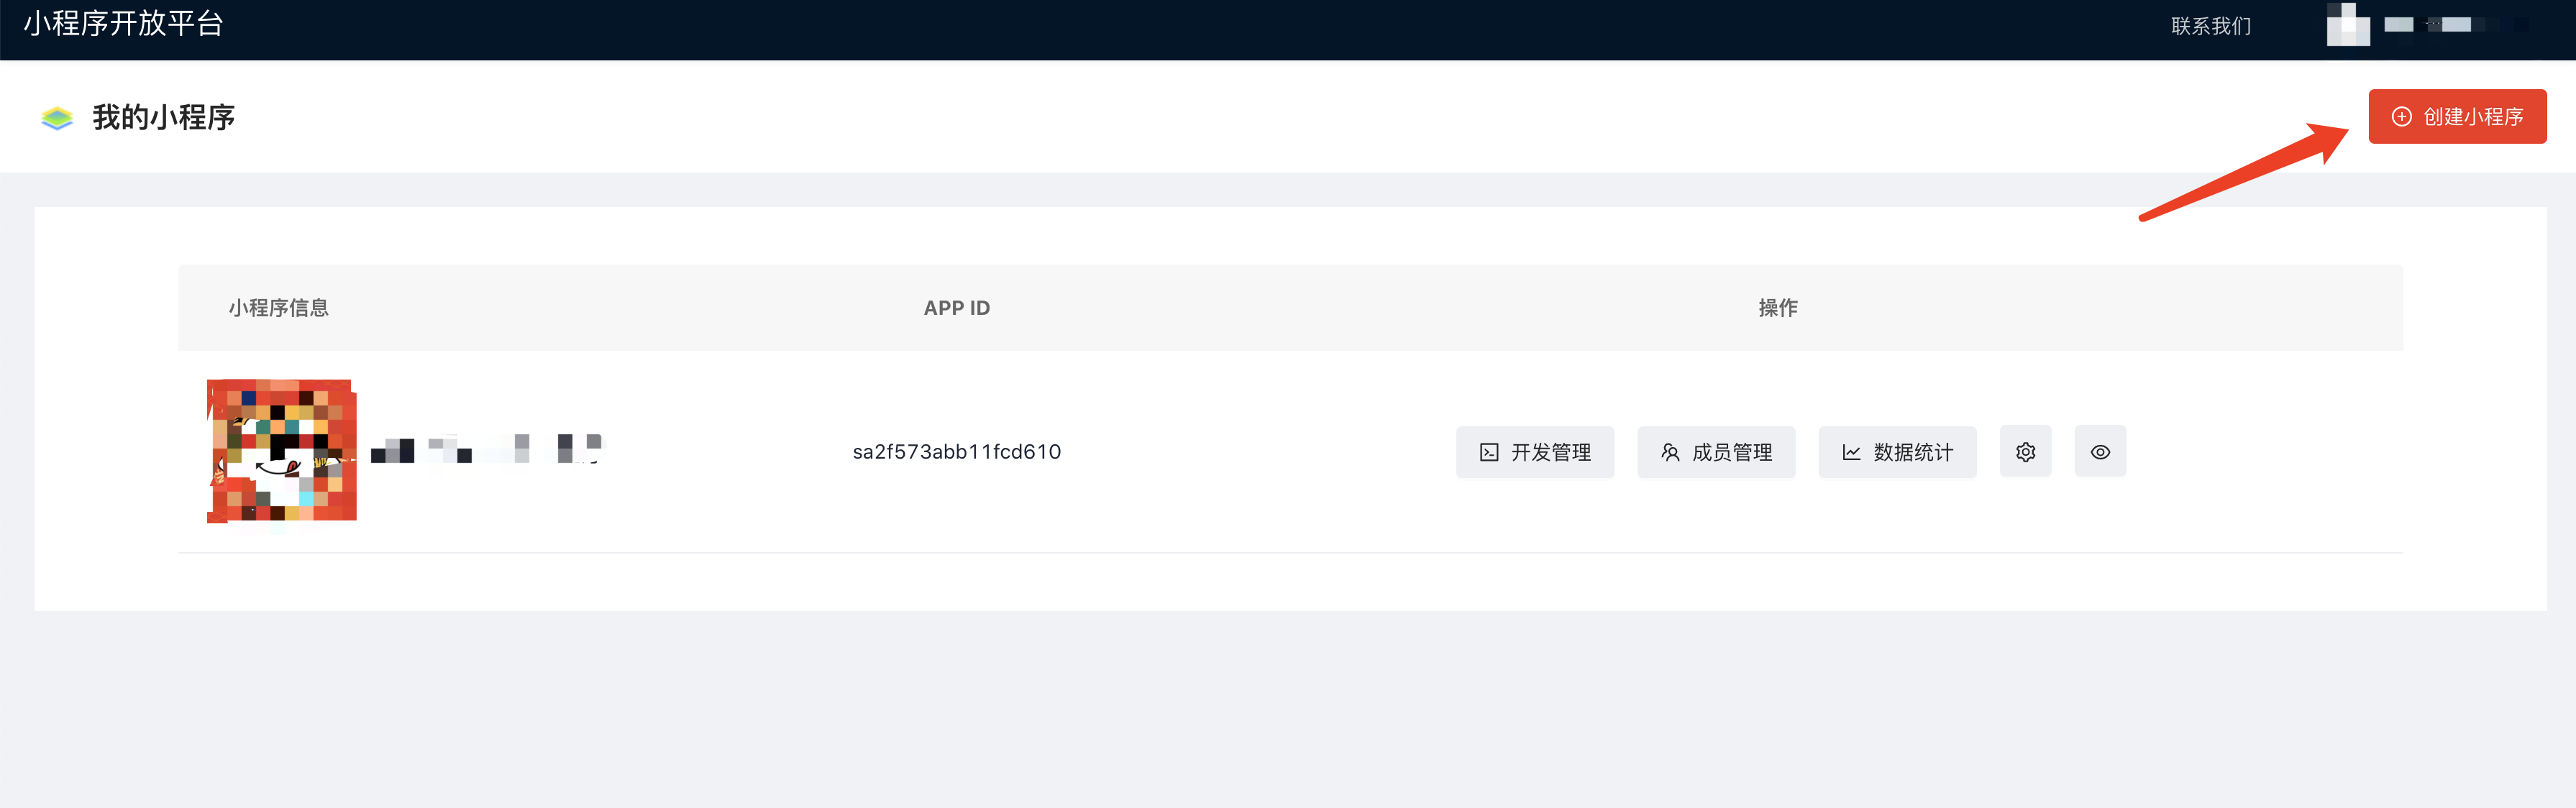 小程序开放平台
联系我们
我的小程序
创建小程序
小程序信息 APP ID 操作
sa2f573abb11fcd610 开发管理 成员管理 数据统计